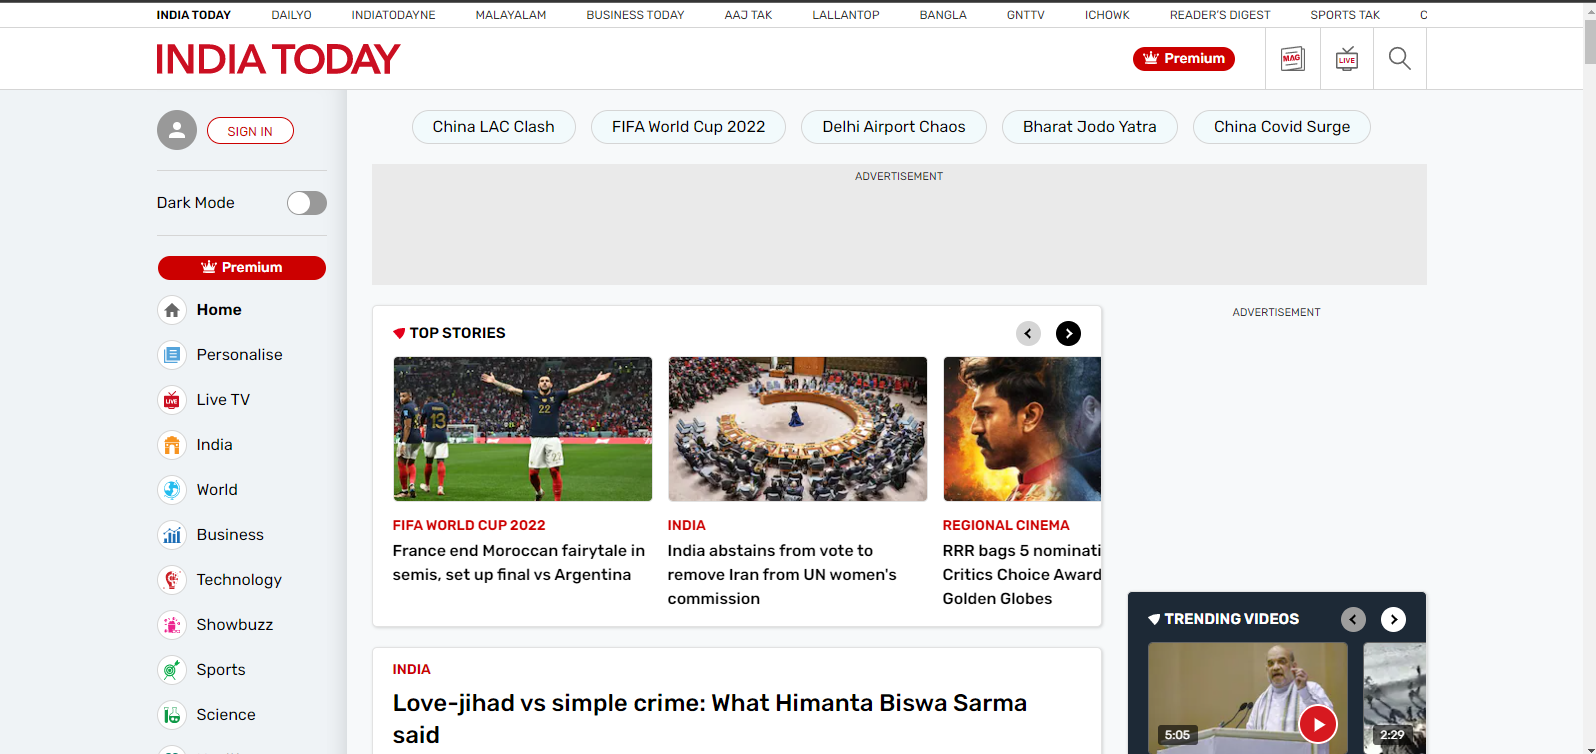 INDIA TODAY DAILYO INDIATODAYNE MALAYALAM BUSINESS TODAY AAJ TAK LALLANTOP BANGLA GNTTV ICHOWK READER'S DIGEST SPORTS TAK
INDIA TODAY
Premium
MAG
LIVE
SIGN IN
China LAC Clash FIFA World Cup 2022 Delhi Airport Chaos Bharat Jodo Yatra China Covid Surge
ADVERTISEMENT
Dark Mode
Premium
Home
Personalise
LIVE
Live TV
India
World
Business
Technology
Showbuzz
Sports
Science
TOP STORIES
13
22
FIFA WORLD CUP 2022
France end Moroccan fairytale in
semis, set up final vs Argentina
INDIA
India abstains from vote to
remove Iran from UN women's
commission
REGIONAL CINEMA
RRR bags 5 nominati
Critics Choice Award
Golden Globes
INDIA
Love-jihad vs simple crime: What Himanta Biswa Sarma
said
ADVERTISEMENT
TRENDING VIDEOS
5:05
2:29